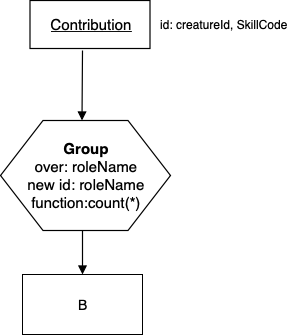 Contribution
id: creatureId, SkillCode
Group
over: roleName
new id: roleName
function:count(*)
B